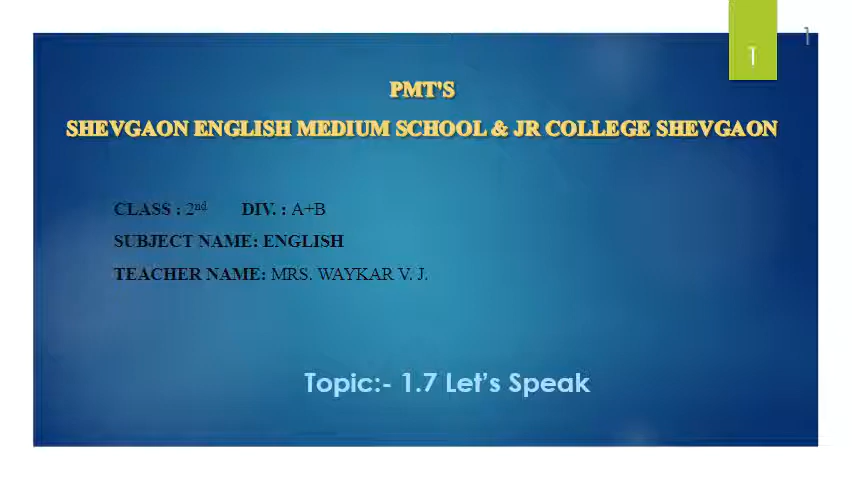 1
1
PMT'S
SHEVGAON ENGLISH MEDIUM SCHOOL & JR COLLEGE SHEVGAON
CLASS : 2nd DIV. : A+B
SUBJECT NAME: ENGLISH
TEACHER NAME: MRS. WAYKAR V. J.
Topic:- 1.7 Let’s Speak